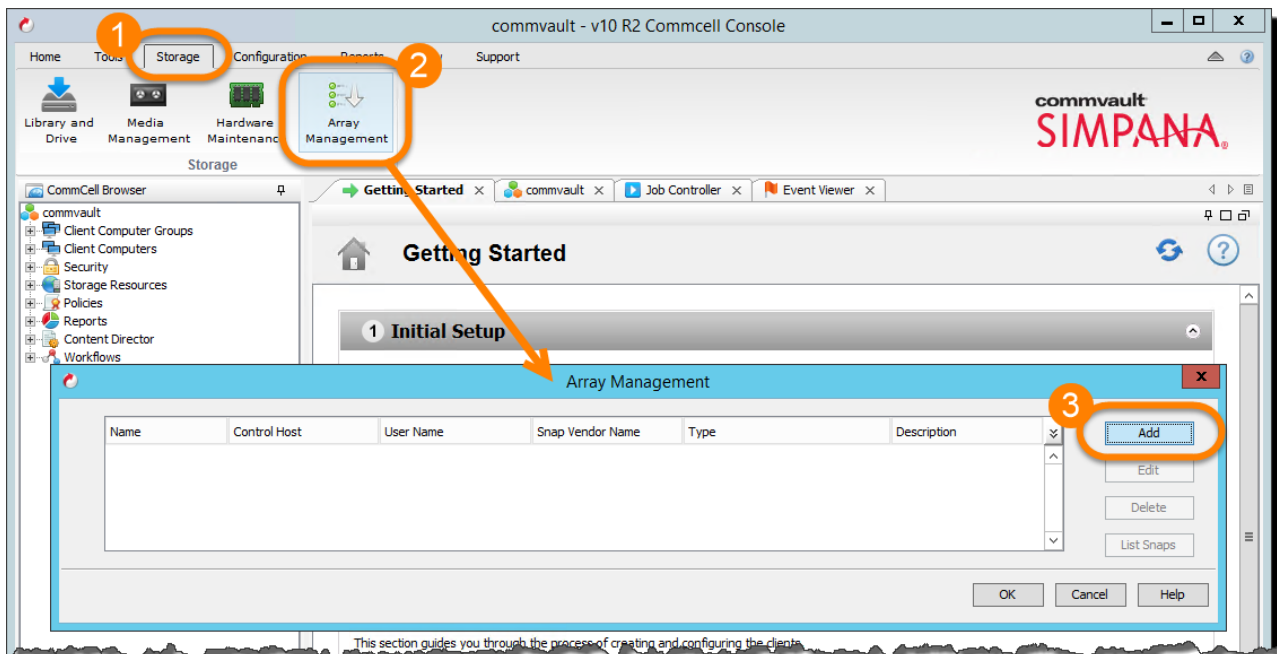 commvault - v10 R2 Commcell Console
1
2
Home Tools Storage Configuration Reports Support
Library and Drive
Media Management
Hardware Maintenance
Array Management
Storage
commvault
SIMPANA®
CommCell Browser
Getting Started
commvault
Job Controller
Event Viewer
commvault
Client Computer Groups
Client Computers
Security
Storage Resources
Policies
Reports
Content Director
Workflows
Getting Started
1 Initial Setup
Array Management
3
Name Control Host User Name Snap Vendor Name Type Description
Add
Edit
Delete
List Snaps
OK Cancel Help
This section guides you through the process of creating and configuring the clients